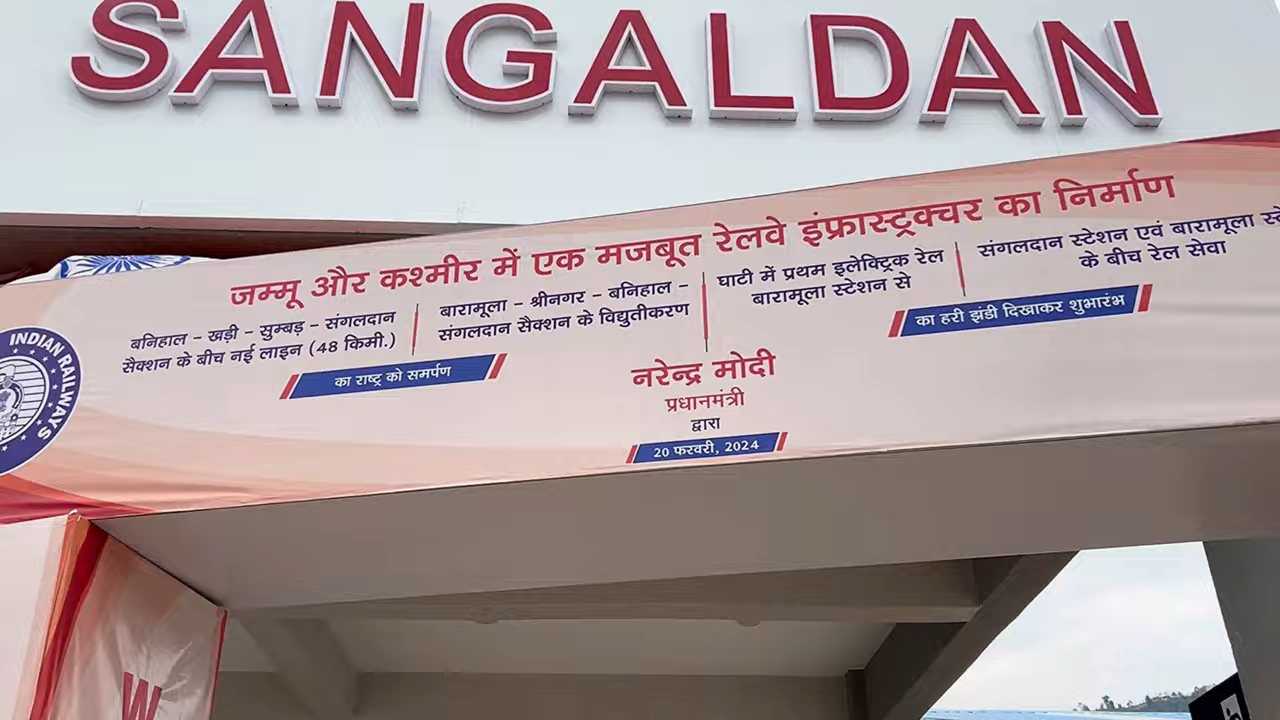 SANGALDAN
जम्मू और कश्मीर में एक मजबूत रेलवे इंफ्रास्ट्रक्चर का निर्माण
बनिहाल - खड़ी - सुम्बड़ - संगलदान
सैक्शन के बीच नई लाइन (48 किमी.)
का राष्ट्र को समर्पण
बारामूला - श्रीनगर - बनिहाल -
संगलदान सैक्शन के विद्युतीकरण
घाटी में प्रथम इलेक्ट्रिक रेल
बारामूला स्टेशन से
संगलदान स्टेशन एवं बारामूला
के बीच रेल सेवा
का हरी झंडी दिखाकर शुभारंभ
नरेन्द्र मोदी
प्रधानमंत्री
द्वारा
20 फरवरी, 2024
INDIAN RAILWAYS
W